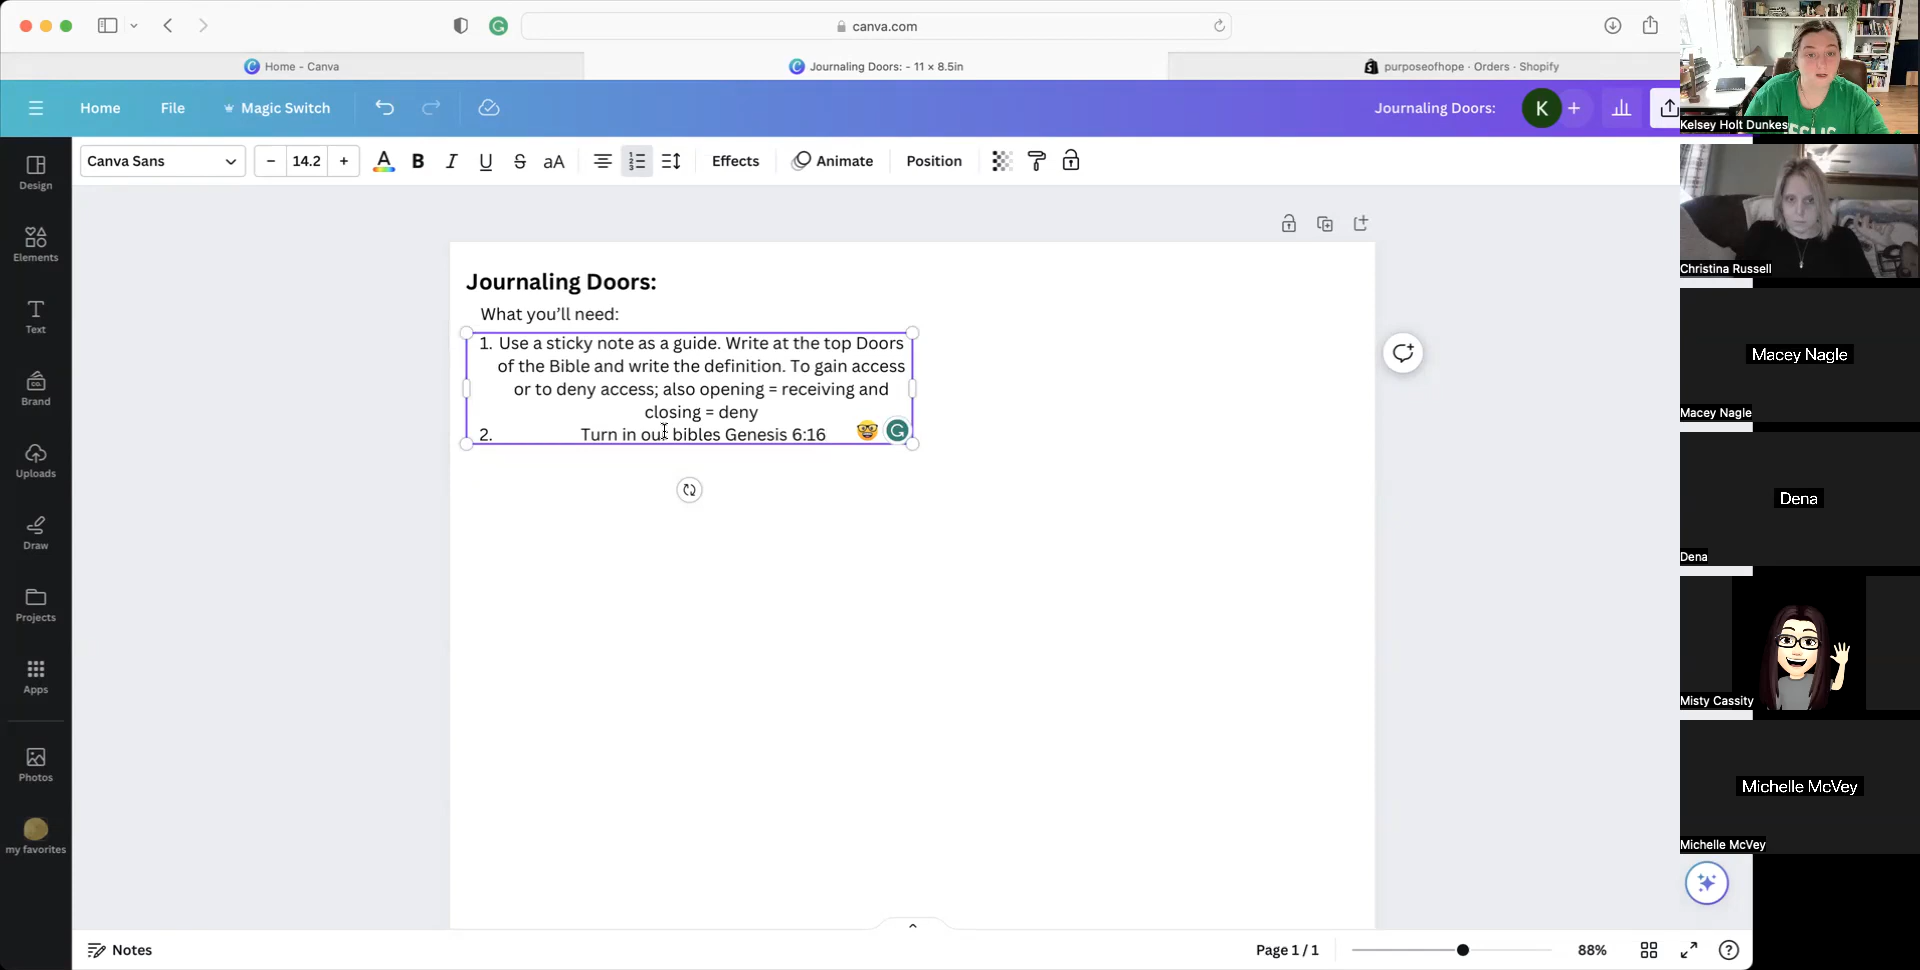 canva.com
Home - Canva
Journaling Doors: - 11 × 8.5in
purposeofhope · Orders · Shopify
Home
File
Magic Switch
Journaling Doors:
K
Canva Sans
14.2
A
B
I
U
S
aA
Effects
Animate
Position
Design
Elements
Text
Brand
Uploads
Draw
Projects
Apps
Photos
my favorites
Journaling Doors:
What you'll need:
1. Use a sticky note as a guide. Write at the top Doors
of the Bible and write the definition. To gain access
or to deny access; also opening = receiving and
closing = deny
2. Turn in our bibles Genesis 6:16
Kelsey Holt Dunkes
Christina Russell
Macey Nagle
Macey Nagle
Dena
Dena
Misty Cassity
Michelle McVey
Michelle McVey
Notes
Page 1 / 1
88%